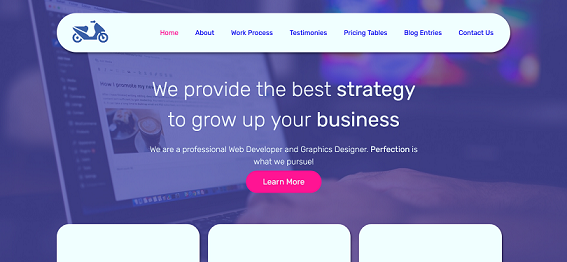 Home About Work Process Testimonies Pricing Tables Blog Entries Contact Us
We provide the best strategy
to grow up your business
We are a professional Web Developer and Graphics Designer. Perfection is
what we pursue!
Learn More